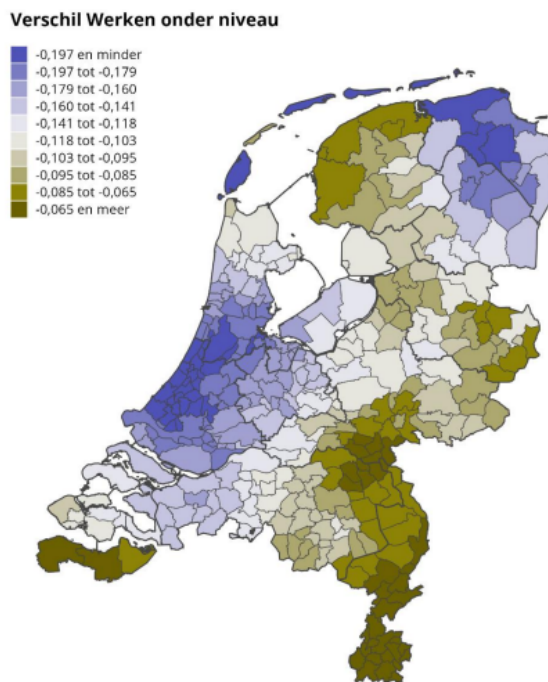 Verschil Werken onder niveau
-0,197 en minder
-0,197 tot -0,179
-0,179 tot -0,160
-0,160 tot -0,141
-0,141 tot -0,118
-0,118 tot -0,103
-0,103 tot -0,095
-0,095 tot -0,085
-0,085 tot -0,065
-0,065 en meer